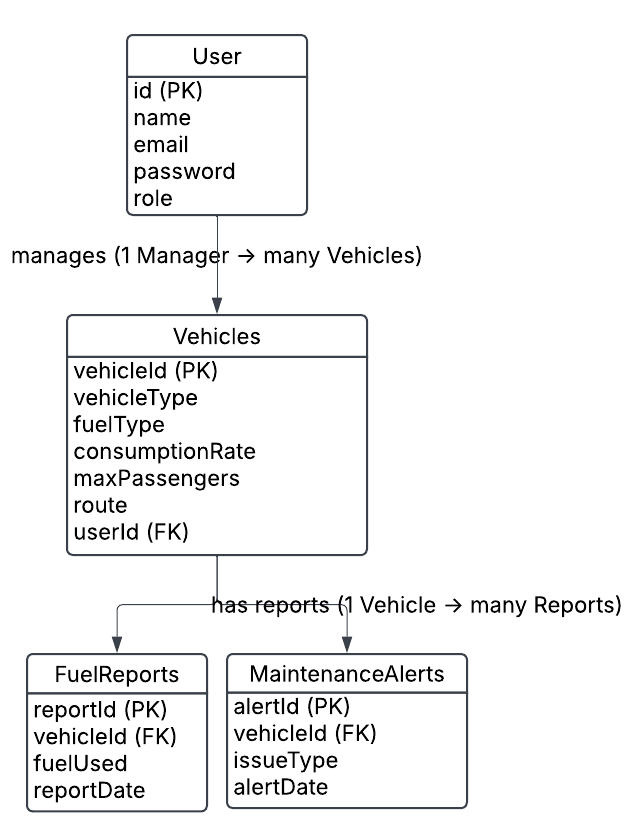 User
id (PK)
name
email
password
role
manages (1 Manager → many Vehicles)
Vehicles
vehicleId (PK)
vehicleType
fuelType
consumptionRate
maxPassengers
route
userId (FK)
has reports (1 Vehicle → many Reports)
FuelReports
reportId (PK)
vehicleId (FK)
fuelUsed
reportDate
MaintenanceAlerts
alertId (PK)
vehicleId (FK)
issueType
alertDate